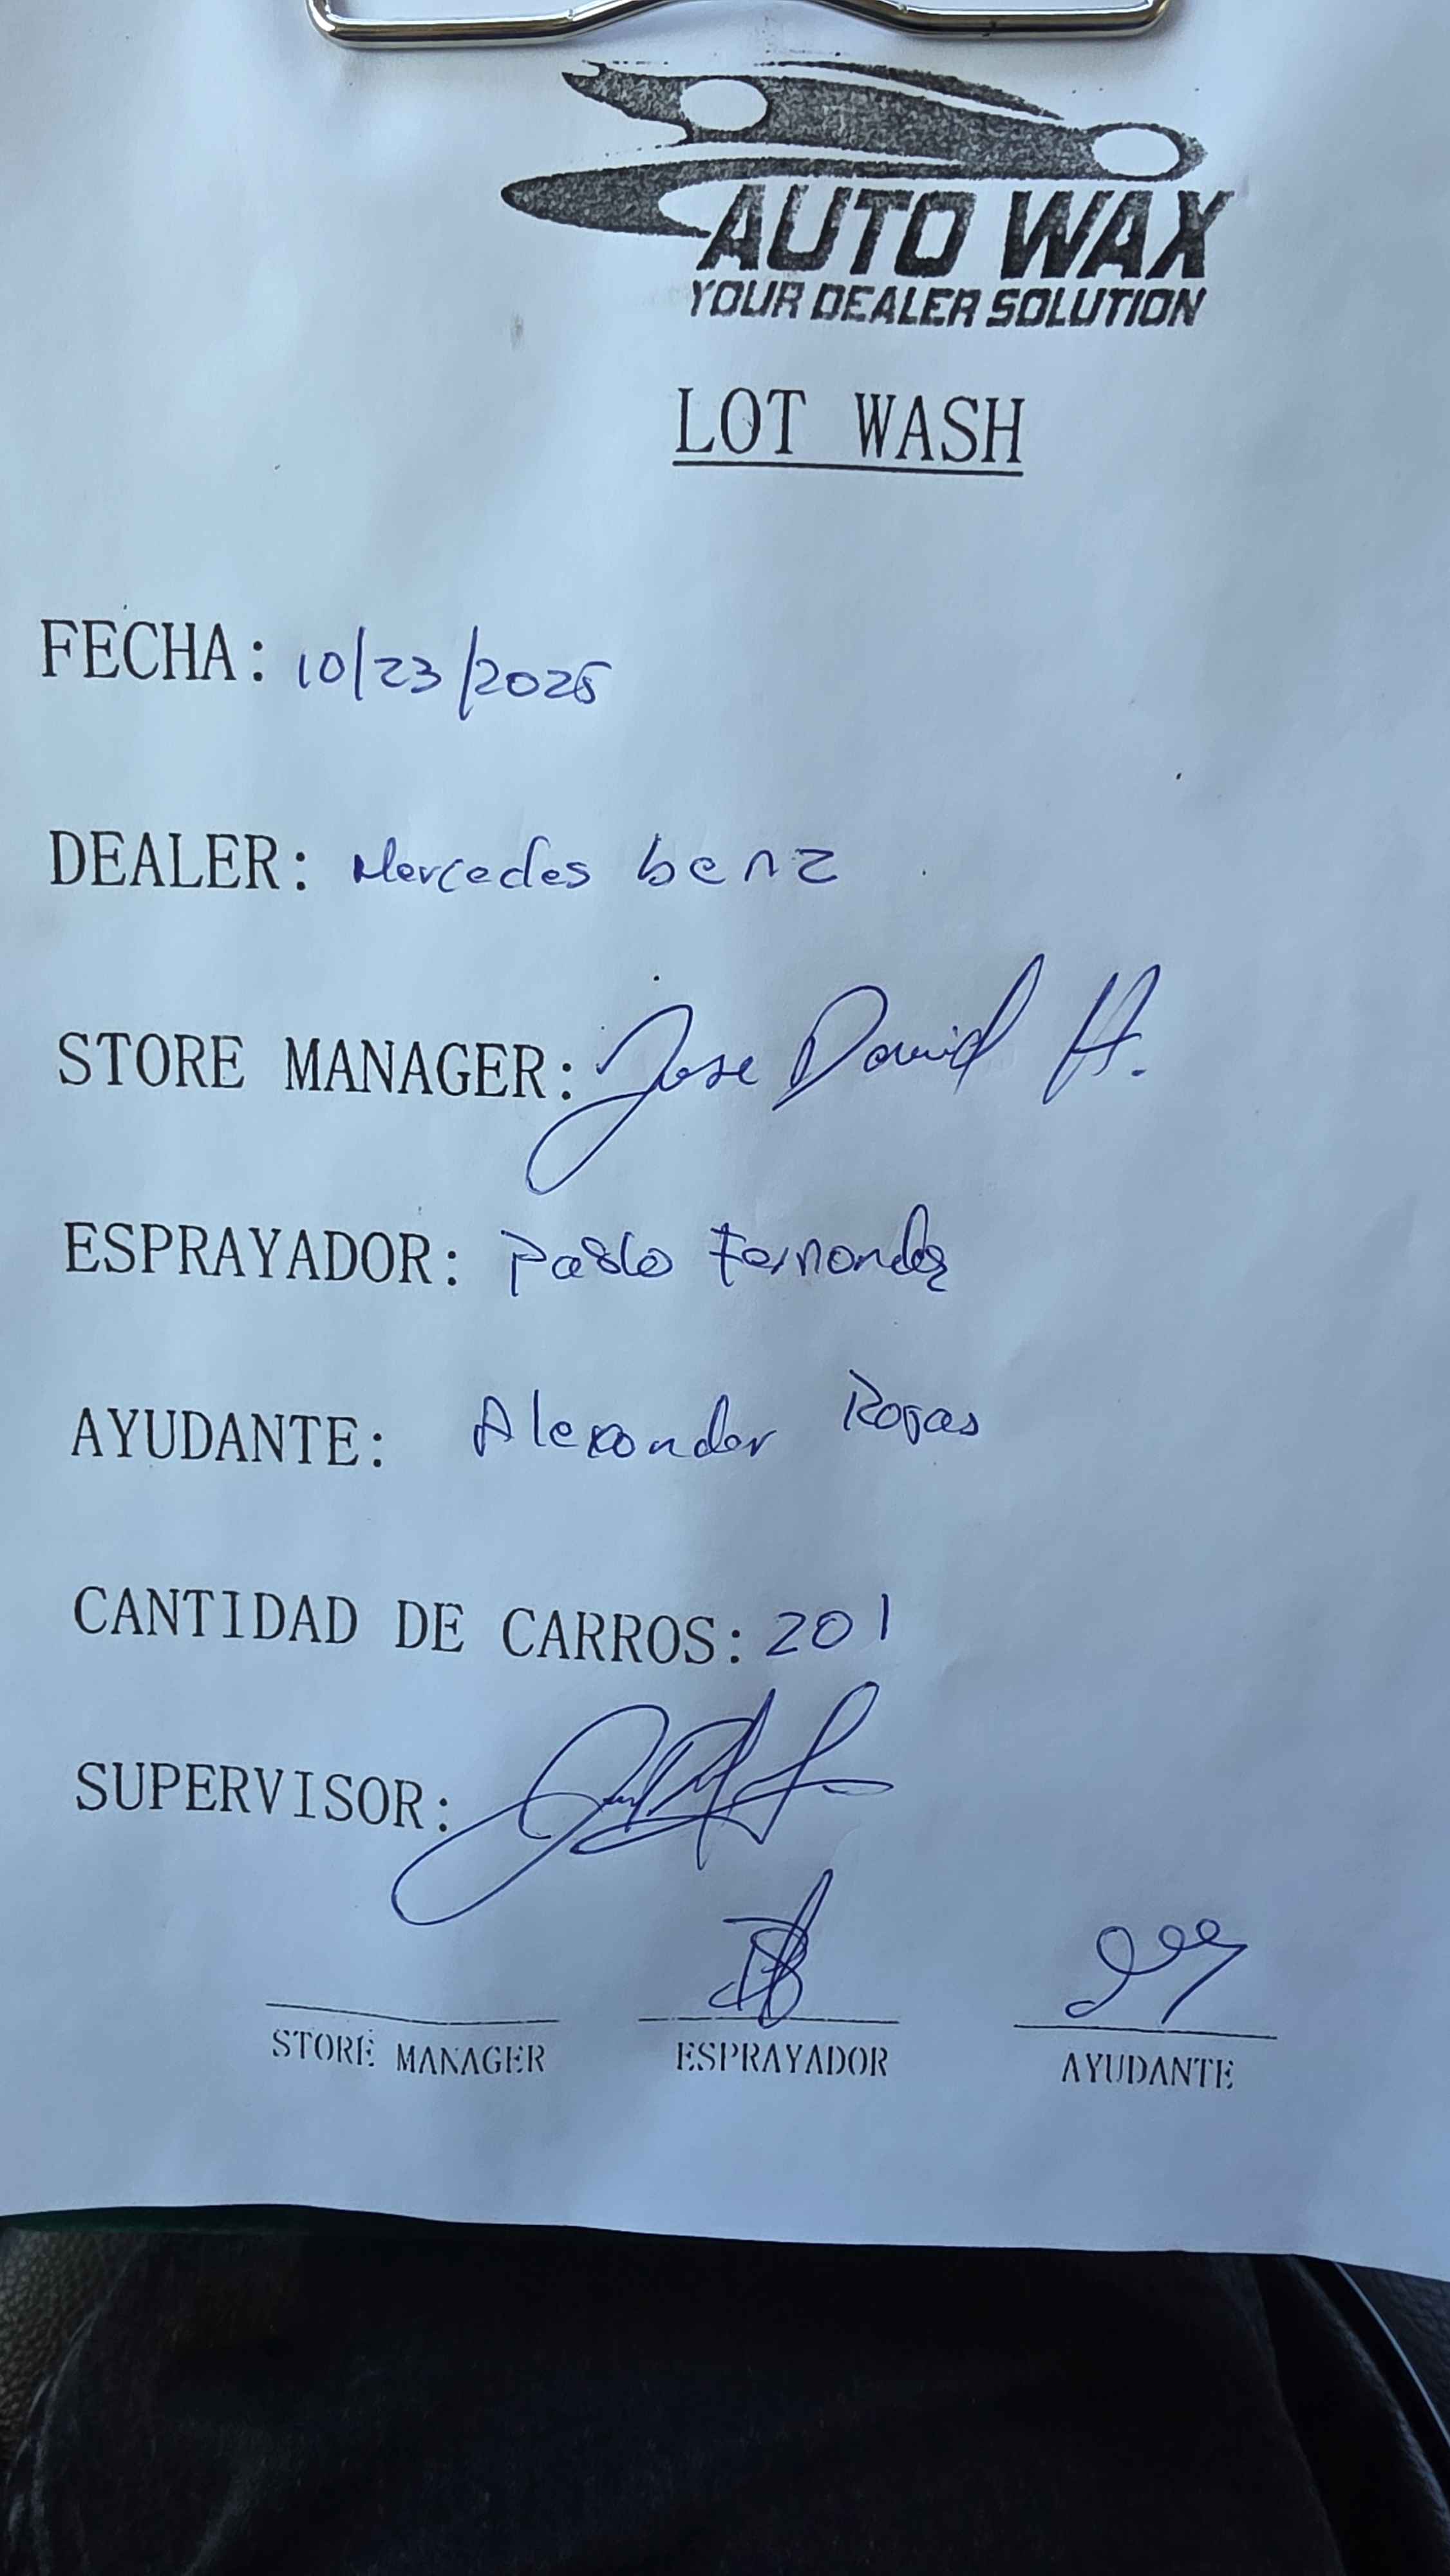 AUTO WAX
YOUR DEALER SOLUTION
LOT WASH
FECHA: 10/23/2025
DEALER: Mercedes benz
STORE MANAGER: Jose David H.
ESPRAYADOR: Pablo Fernandez
AYUDANTE: Alexander Rojas
CANTIDAD DE CARROS: 201
SUPERVISOR:
STORE MANAGER ESPRAYADOR AYUDANTE